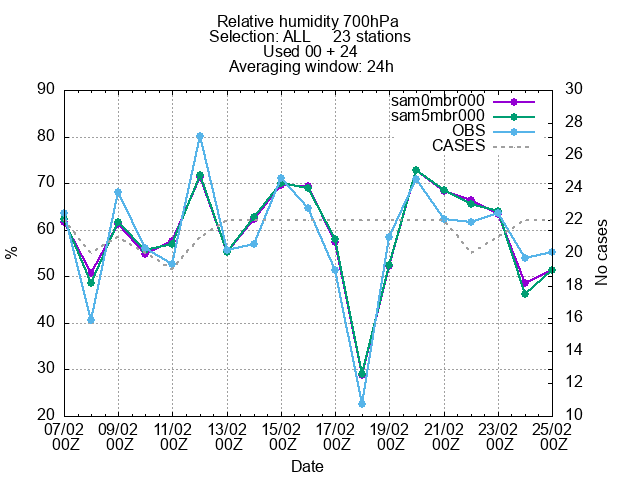 Relative humidity 700hPa
Selection: ALL 23 stations
Used 00 + 24
Averaging window: 24h
sam0mbr000
sam5mbr000
OBS
CASES
90
80
70
60
50
40
30
20
%
30
28
26
24
22
20
18
16
14
12
10
No cases
07/02 09/02 11/02 13/02 15/02 17/02 19/02 21/02 23/02 25/02
00Z 00Z 00Z 00Z 00Z 00Z 00Z 00Z 00Z 00Z
Date